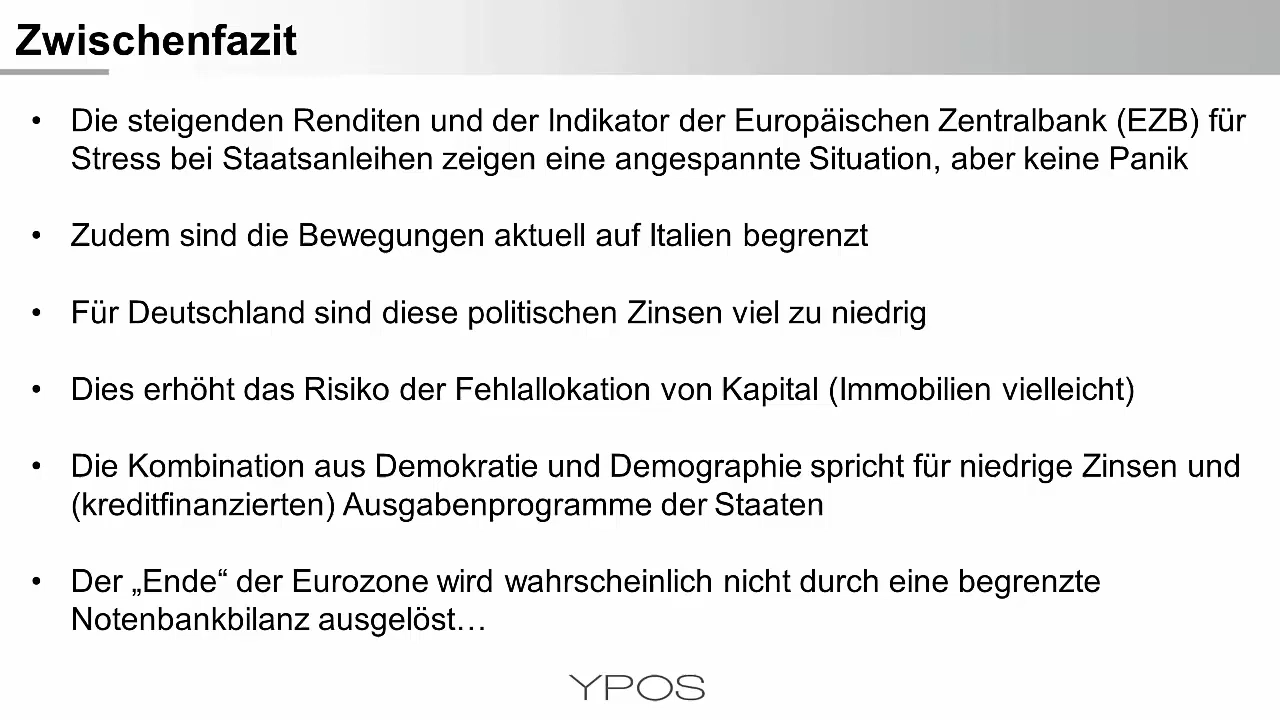 Zwischenfazit
• Die steigenden Renditen und der Indikator der Europäischen Zentralbank (EZB) für
Stress bei Staatsanleihen zeigen eine angespannte Situation, aber keine Panik
• Zudem sind die Bewegungen aktuell auf Italien begrenzt
• Für Deutschland sind diese politischen Zinsen viel zu niedrig
• Dies erhöht das Risiko der Fehlallokation von Kapital (Immobilien vielleicht)
• Die Kombination aus Demokratie und Demographie spricht für niedrige Zinsen und
(kreditfinanzierten) Ausgabenprogramme der Staaten
• Der „Ende“ der Eurozone wird wahrscheinlich nicht durch eine begrenzte
Notenbankbilanz ausgelöst…
YPOS